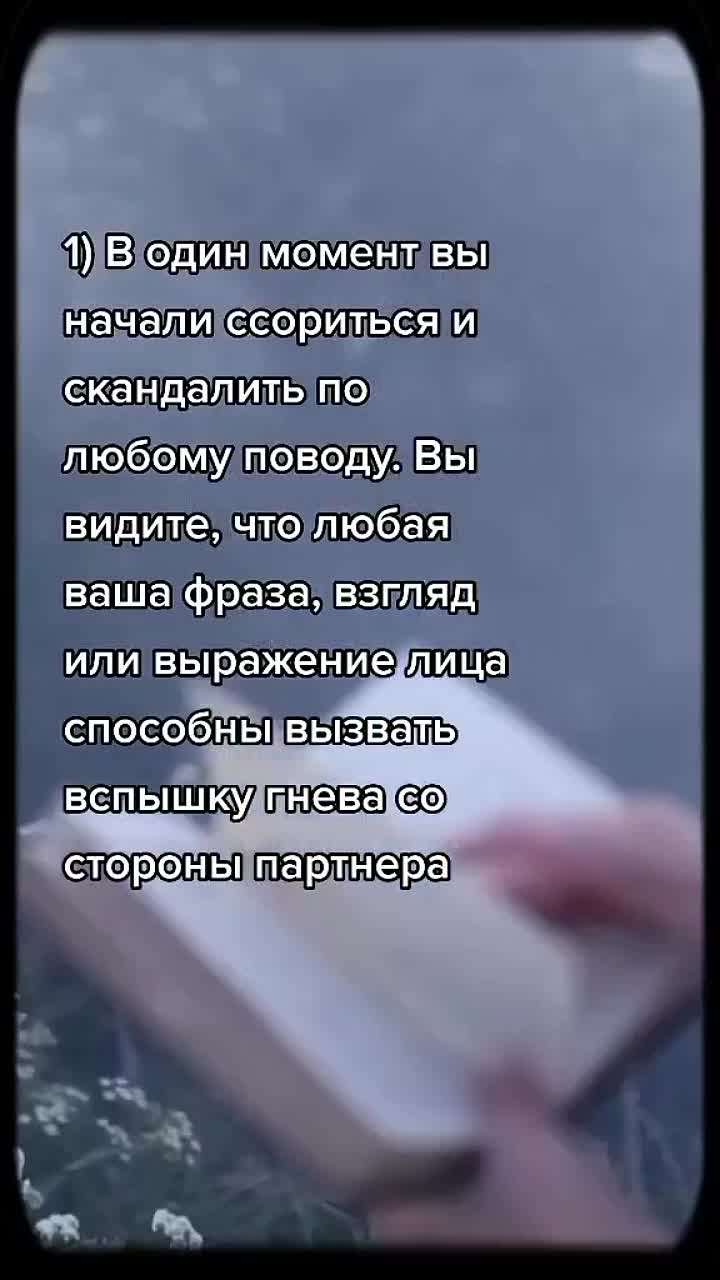 1) В один момент вы
начали ссориться и
скандалить по
любому поводу. Вы
видите, что любая
ваша фраза, взгляд
или выражение лица
способны вызвать
вспышку гнева со
стороны партнера